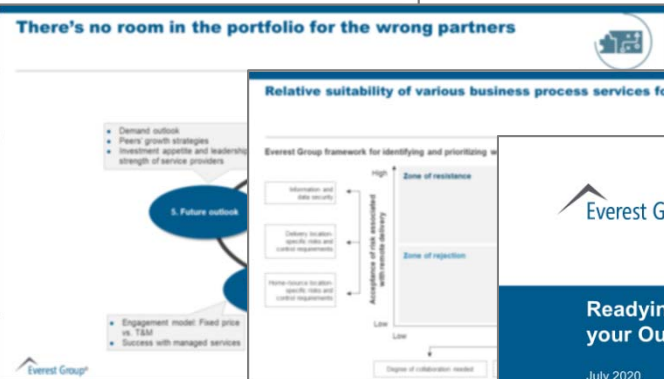 There's no room in the portfolio for the wrong partners
Demand outlook
Peers' growth strategies
Investment appetite and leadership
strength of service providers
5. Future outlook
Engagement model: Fixed price
vs. T&M
Success with managed services
Everest Group®
Relative suitability of various business process services fo
Everest Group framework for identifying and prioritizing w
Information and
data security
Delivery location-
specific risks and
control requirements
Home-source location-
specific risks and
control requirements
High
Acceptance of risk associated
with remote delivery
Low
Zone of resistance
Zone of rejection
Low
Degree of collaboration needed
Everest G
Readyin
your Ou
July 2020